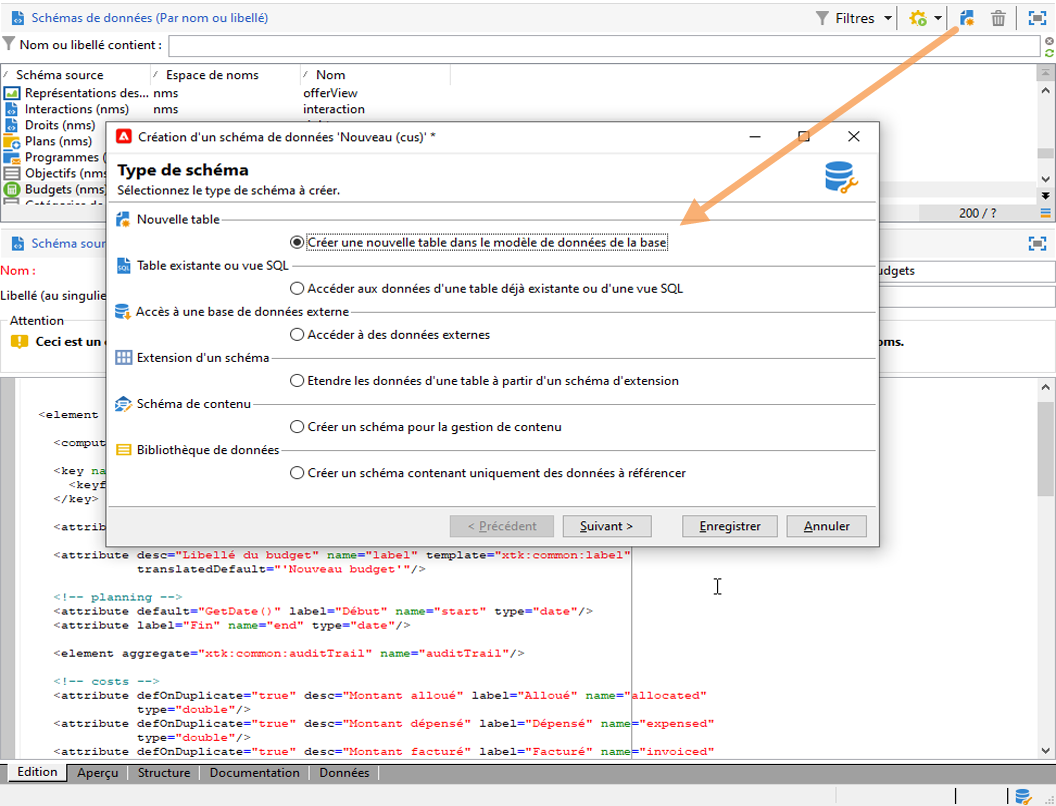 Schémas de données (Par nom ou libellé)
Filtres
Nom ou libellé contient :
Schéma source
Espace de noms
Nom
Représentations des... nms offerView
Interactions (nms) nms interaction
Droits (nms)
Plans (nms)
Programmes (
Objectifs (nms
Budgets (nms)
200 / ?
Création d'un schéma de données 'Nouveau (cus)' *
Type de schéma
Sélectionnez le type de schéma à créer.
Nouvelle table
Créer une nouvelle table dans le modèle de données de la base
Table existante ou vue SQL
Accéder aux données d'une table déjà existante ou d'une vue SQL
Accès à une base de données externe
Accéder à des données externes
Extension d'un schéma
Etendre les données d'une table à partir d'un schéma d'extension
Schéma de contenu
Créer un schéma pour la gestion de contenu
Bibliothèque de données
Créer un schéma contenant uniquement des données à référencer
< Précédent
Suivant >
Enregistrer
Annuler
Schéma sour
Nom :
udgets
Libellé (au singulie
Attention
Ceci est un
oms.
<element
<comput
<key na
<keyf
</key>
<attrib
<attribute desc="Libellé du budget" name="label" template="xtk:common:label"
translatedDefault="'Nouveau budget'"/>
<!-- planning -->
<attribute default="GetDate()" label="Début" name="start" type="date"/>
<attribute label="Fin" name="end" type="date"/>
<element aggregate="xtk:common:auditTrail" name="auditTrail"/>
<!-- costs -->
<attribute defOnDuplicate="true" desc="Montant alloué" label="Alloué" name="allocated"
type="double"/>
<attribute defOnDuplicate="true" desc="Montant dépensé" label="Dépensé" name="expensed"
type="double"/>
<attribute defOnDuplicate="true" desc="Montant facturé" label="Facturé" name="invoiced"
Edition
Aperçu
Structure
Documentation
Données